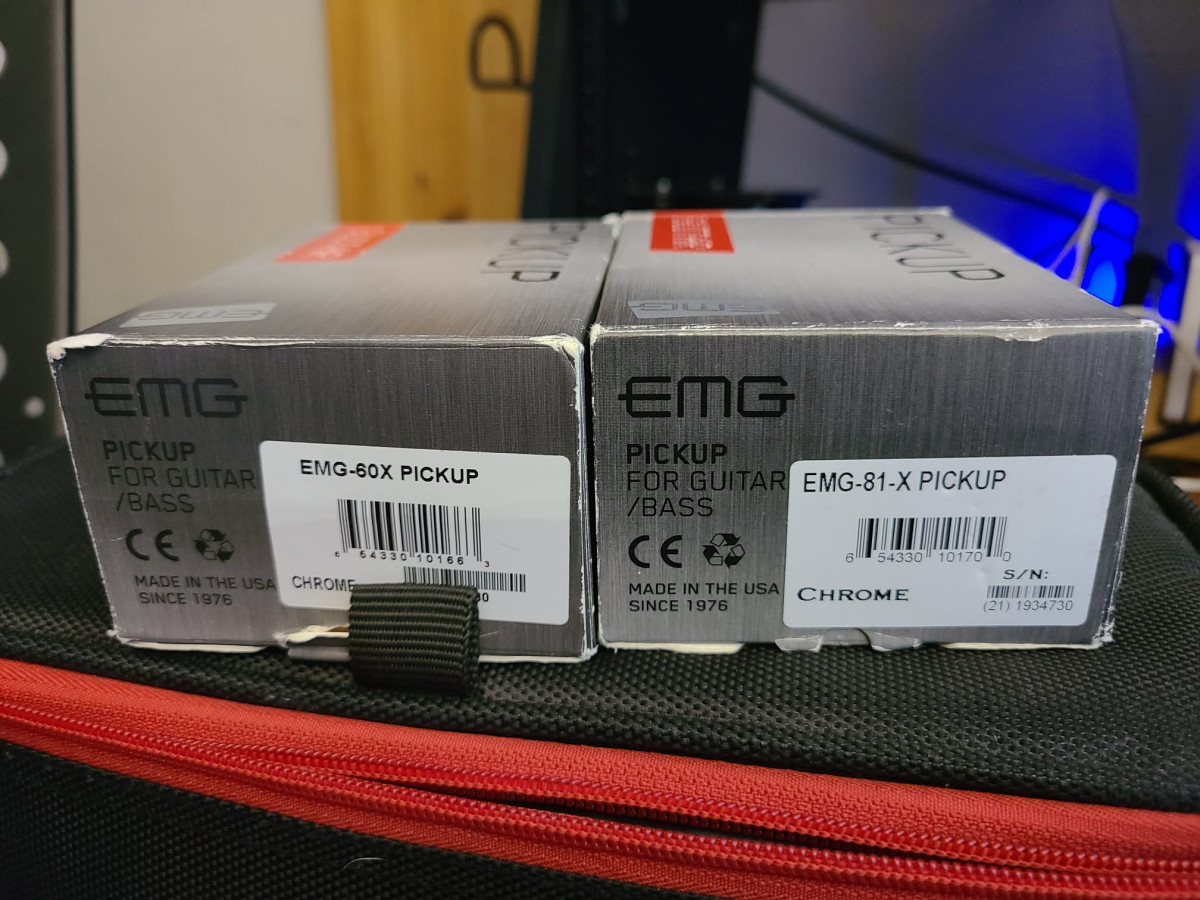 PICKUP
EMG
EMG
PICKUP
FOR GUITAR
/BASS
CE
MADE IN THE USA
SINCE 1976
EMG-60X PICKUP
6 54330 10166 3
CHROME
30
PICKUP
EMG
EMG
PICKUP
FOR GUITAR
/BASS
CE
MADE IN THE USA
SINCE 1976
EMG-81-X PICKUP
6 54330 10170 0
S/N:
CHROME
(21) 1934730